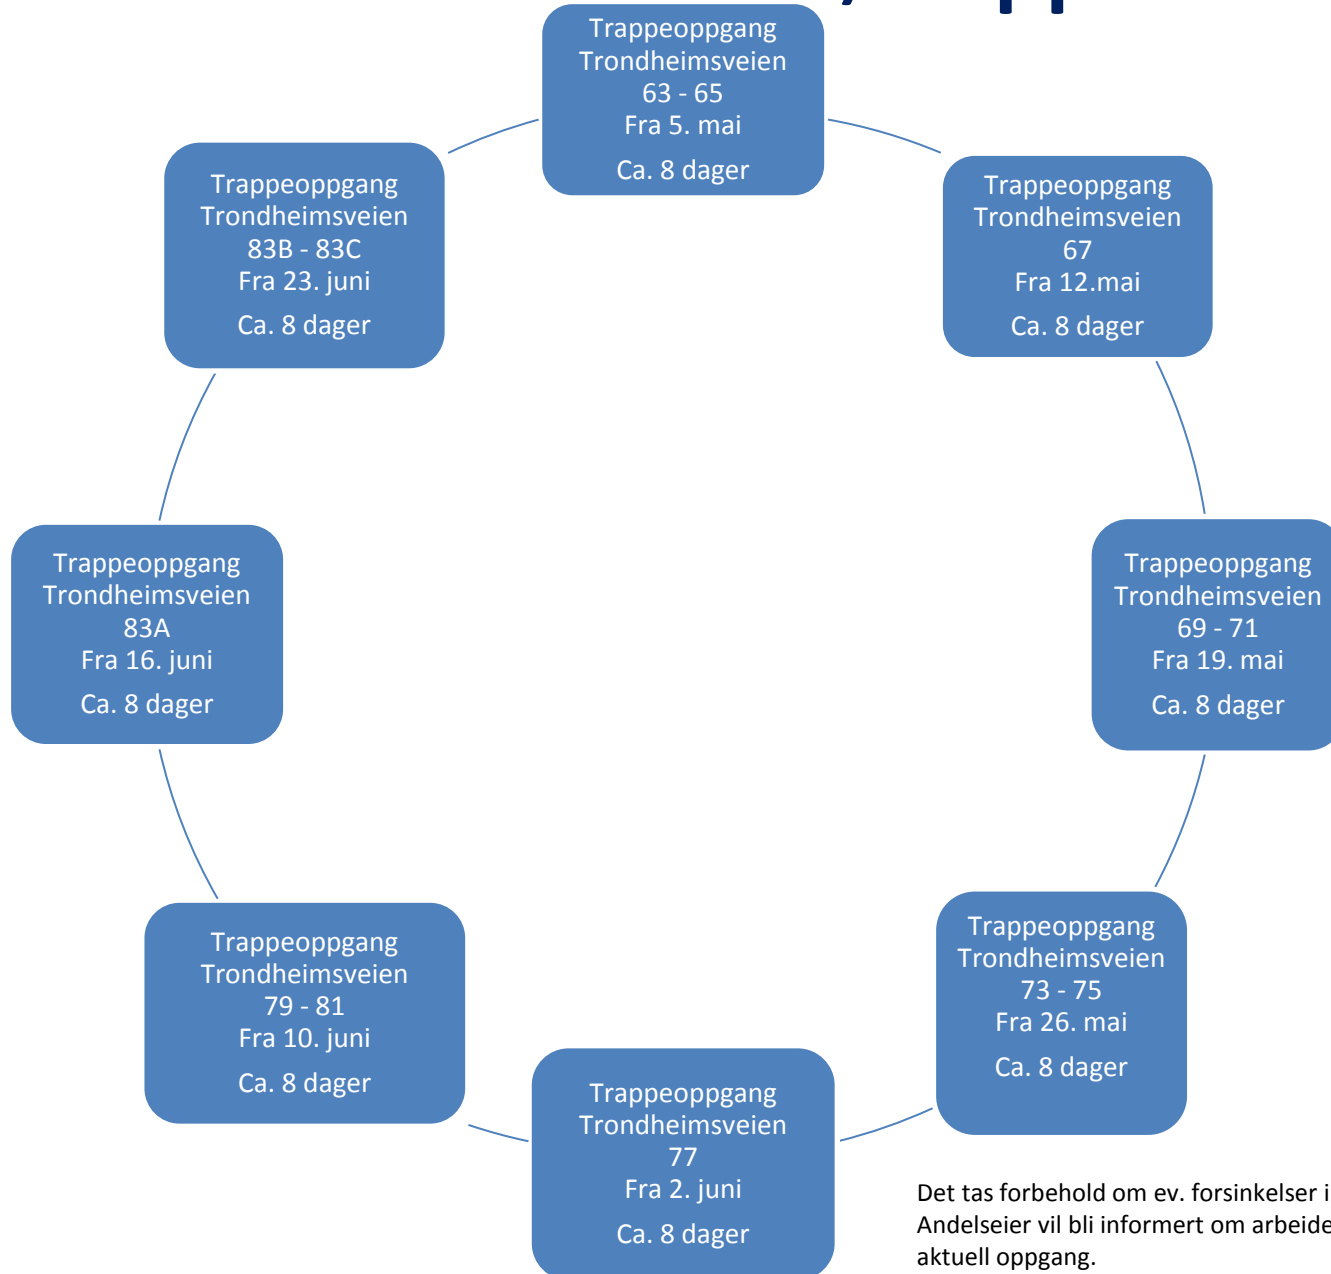 Trappeoppgang
Trondheimsveien
63 - 65
Fra 5. mai
Ca. 8 dager
Trappeoppgang
Trondheimsveien
67
Fra 12.mai
Ca. 8 dager
Trappeoppgang
Trondheimsveien
69 - 71
Fra 19. mai
Ca. 8 dager
Trappeoppgang
Trondheimsveien
73 - 75
Fra 26. mai
Ca. 8 dager
Trappeoppgang
Trondheimsveien
77
Fra 2. juni
Ca. 8 dager
Trappeoppgang
Trondheimsveien
79 - 81
Fra 10. juni
Ca. 8 dager
Trappeoppgang
Trondheimsveien
83A
Fra 16. juni
Ca. 8 dager
Trappeoppgang
Trondheimsveien
83B - 83C
Fra 23. juni
Ca. 8 dager
Det tas forbehold om ev. forsinkelser i
Andelseier vil bli informert om arbeide
aktuell oppgang.